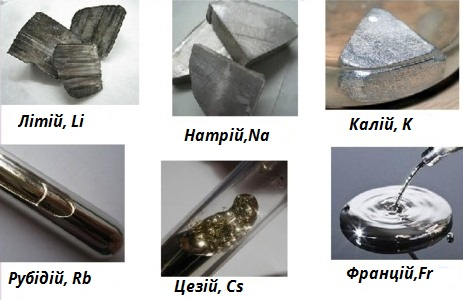 Літій, Li
Натрій,Na
Калій, K
Рубідій, Rb
Цезій, Cs
Францій,Fr